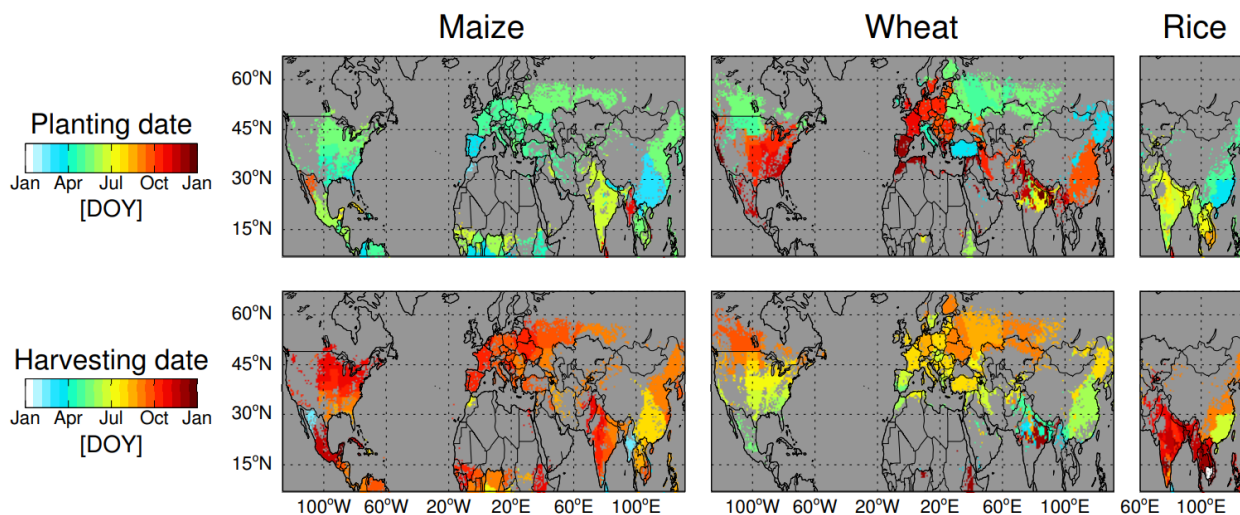 Maize Wheat Rice
60°N
45°N
30°N
15°N
Planting date
Jan Apr Jul Oct Jan
[DOY]
60°N
45°N
30°N
15°N
Harvesting date
Jan Apr Jul Oct Jan
[DOY]
100°W 60°W 20°W 20°E 60°E 100°E 100°W 60°W 20°W 20°E 60°E 100°E 60°E 100°E